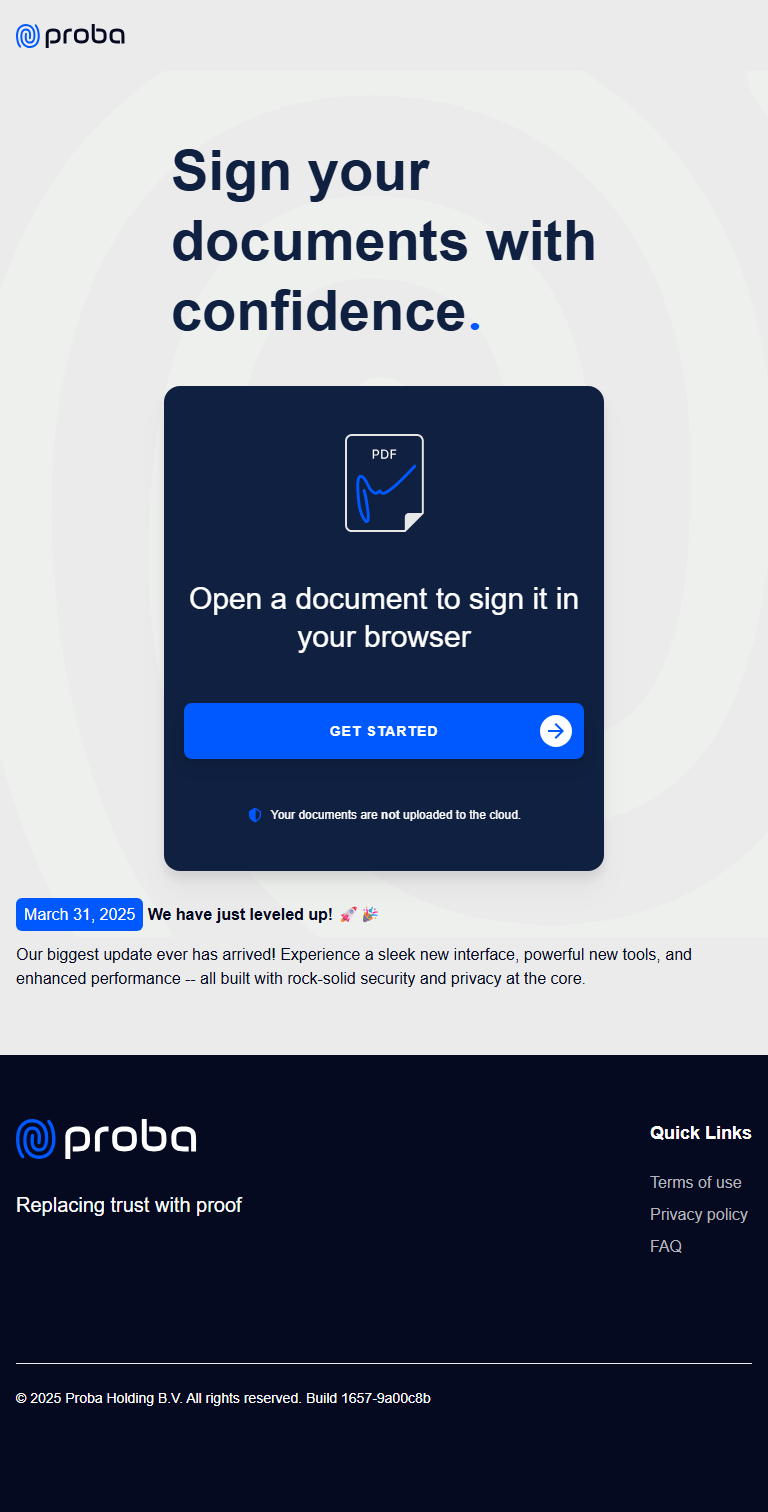 proba
Sign your
documents with
confidence.
PDF
Open a document to sign it in
your browser
GET STARTED
Your documents are not uploaded to the cloud.
March 31, 2025 We have just leveled up! 🚀🎉
Our biggest update ever has arrived! Experience a sleek new interface, powerful new tools, and
enhanced performance -- all built with rock-solid security and privacy at the core.
proba
Replacing trust with proof
Quick Links
Terms of use
Privacy policy
FAQ
© 2025 Proba Holding B.V. All rights reserved. Build 1657-9a00c8b